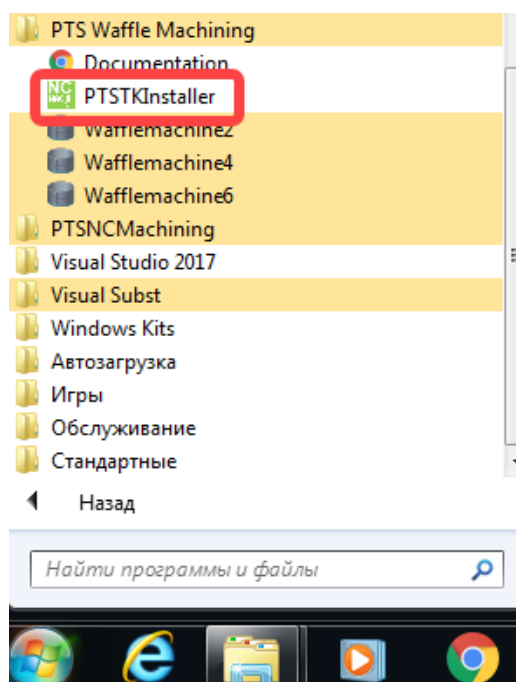 PTS Waffle Machining
Documentation
PTSTKInstaller
Wafflemachine2
Wafflemachine4
Wafflemachine6
PTSNCMachining
Visual Studio 2017
Visual Subst
Windows Kits
Автозагрузка
Игры
Обслуживание
Стандартные
Назад
Найти программы и файлы